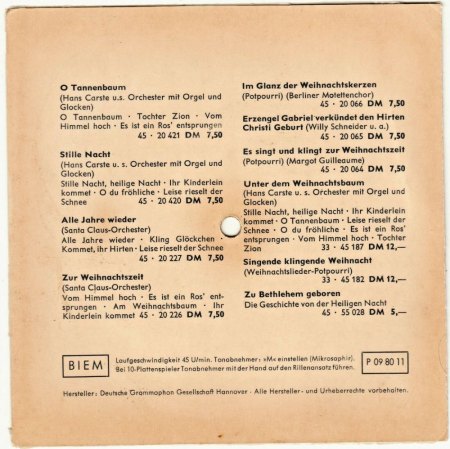 O Tannenbaum
(Hans Carste u.s. Orchester mit Orgel und
Glocken)
O Tannenbaum · Tochter Zion · Vom
Himmel hoch · Es ist ein Ros' entsprungen
45 · 20 421 DM 7,50
Stille Nacht
(Hans Carste u. s. Orchester mit Orgel und
Glocken)
Stille Nacht, heilige Nacht · Ihr Kinderlein
kommet · O du fröhliche · Leise rieselt der
Schnee 45 · 20 420 DM 7,50
Alle Jahre wieder
(Santa Claus-Orchester)
Alle Jahre wieder · Kling Glöckchen ·
Kommet, ihr Hirten · Leise rieselt der Schnee
45 · 20 227 DM 7,50
Zur Weihnachtszeit
(Santa Claus-Orchester)
Vom Himmel hoch · Es ist ein Ros' ent-
sprungen · Am Weihnachtsbaum · Ihr
Kinderlein kommet 45 · 20 226 DM 7,50
Im Glanz der Weihnachtskerzen
(Potpourri) (Berliner Motettenchor)
45 · 20 066 DM 7,50
Erzengel Gabriel verkündet den Hirten
Christi Geburt (Willy Schneider u. a.)
45 · 20 065 DM 7,50
Es singt und klingt zur Weihnachtszeit
(Potpourri) (Margot Guilleaume)
45 · 20 064 DM 7,50
Unter dem Weihnachtsbaum
(Hans Carste u. s. Orchester mit Orgel und
Glocken)
Stille Nacht, heilige Nacht · Ihr Kinderlein
kommet · O Tannenbaum · Leise rieselt der
Schnee · O du fröhliche · Es ist ein Ros'
entsprungen · Vom Himmel hoch · Tochter
Zion 33 · 45 187 DM 12,—
Singende klingende Weihnacht
(Weihnachtslieder-Potpourri)
33 · 45 182 DM 12,—
Zu Bethlehem geboren
Die Geschichte von der Heiligen Nacht
45 · 55 028 DM 5,—
BIEM
Laufgeschwindigkeit 45 U/min. Tonabnehmer: »M« einstellen (Mikrosaphir).
Bei 10-Plattenspieler Tonabnehmer mit der Hand auf den Rillenansatz führen.
P 09 80 11
Hersteller: Deutsche Grammophon Gesellschaft Hannover · Alle Hersteller- und Urheberrechte vorbehalten.